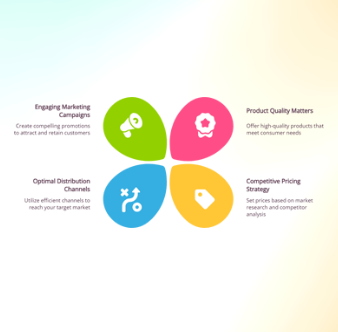 Engaging Marketing
Campaigns
Create compelling promotions
to attract and retain customers
Product Quality Matters
Offer high-quality products that
meet consumer needs
Optimal Distribution
Channels
Utilize efficient channels to
reach your target market
Competitive Pricing
Strategy
Set prices based on market
research and competitor
analysis